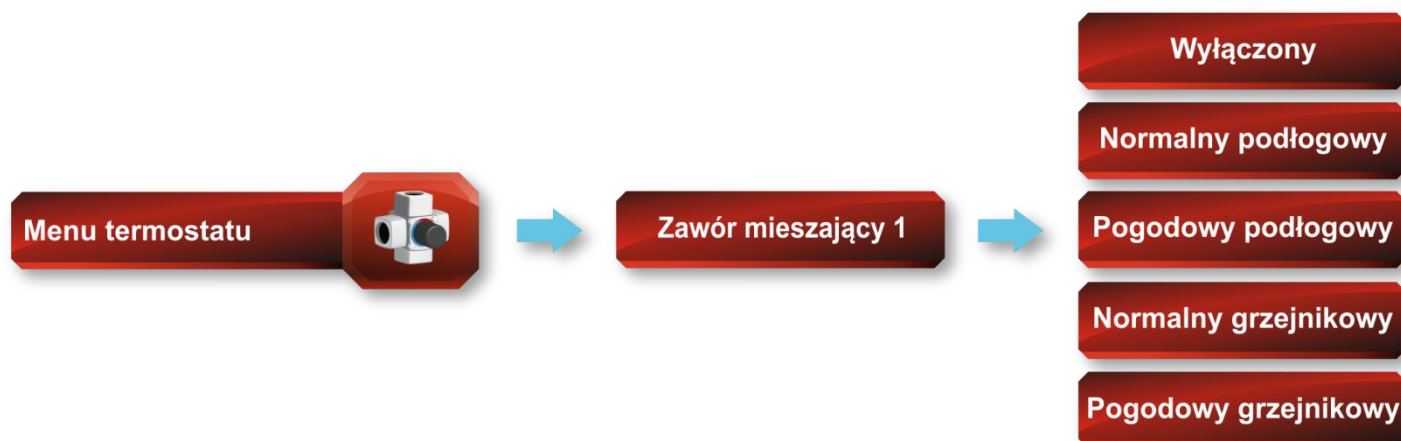 Menu termostatu
Zawór mieszający 1
Wyłączony
Normalny podłogowy
Pogodowy podłogowy
Normalny grzejnikowy
Pogodowy grzejnikowy